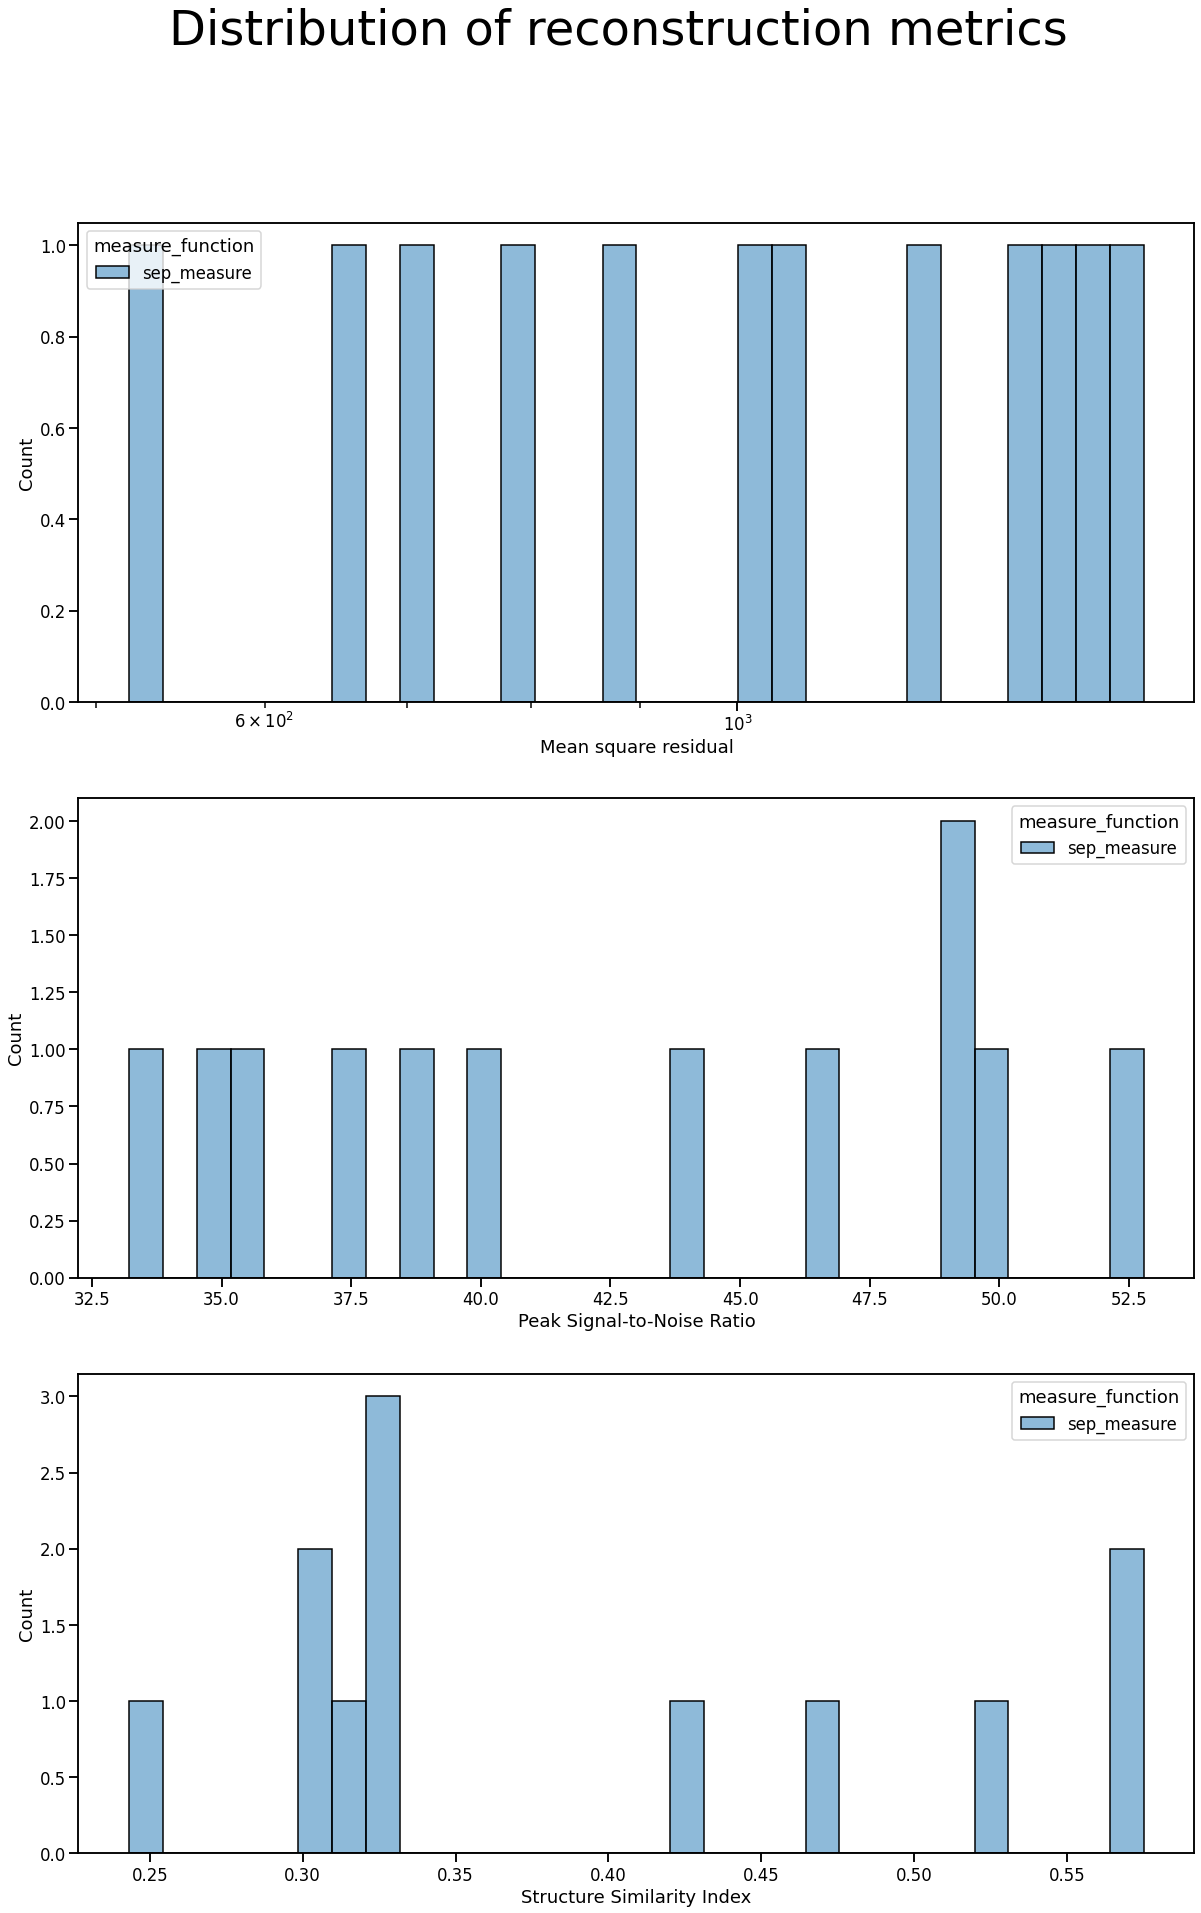 Distribution of reconstruction metrics
measure_function
sep_measure
1.0
0.8
0.6
0.4
0.2
0.0
Count
6 × 10²
10³
Mean square residual
measure_function
sep_measure
2.00
1.75
1.50
1.25
1.00
0.75
0.50
0.25
0.00
Count
32.5 35.0 37.5 40.0 42.5 45.0 47.5 50.0 52.5
Peak Signal-to-Noise Ratio
measure_function
sep_measure
3.0
2.5
2.0
1.5
1.0
0.5
0.0
Count
0.25 0.30 0.35 0.40 0.45 0.50 0.55
Structure Similarity Index